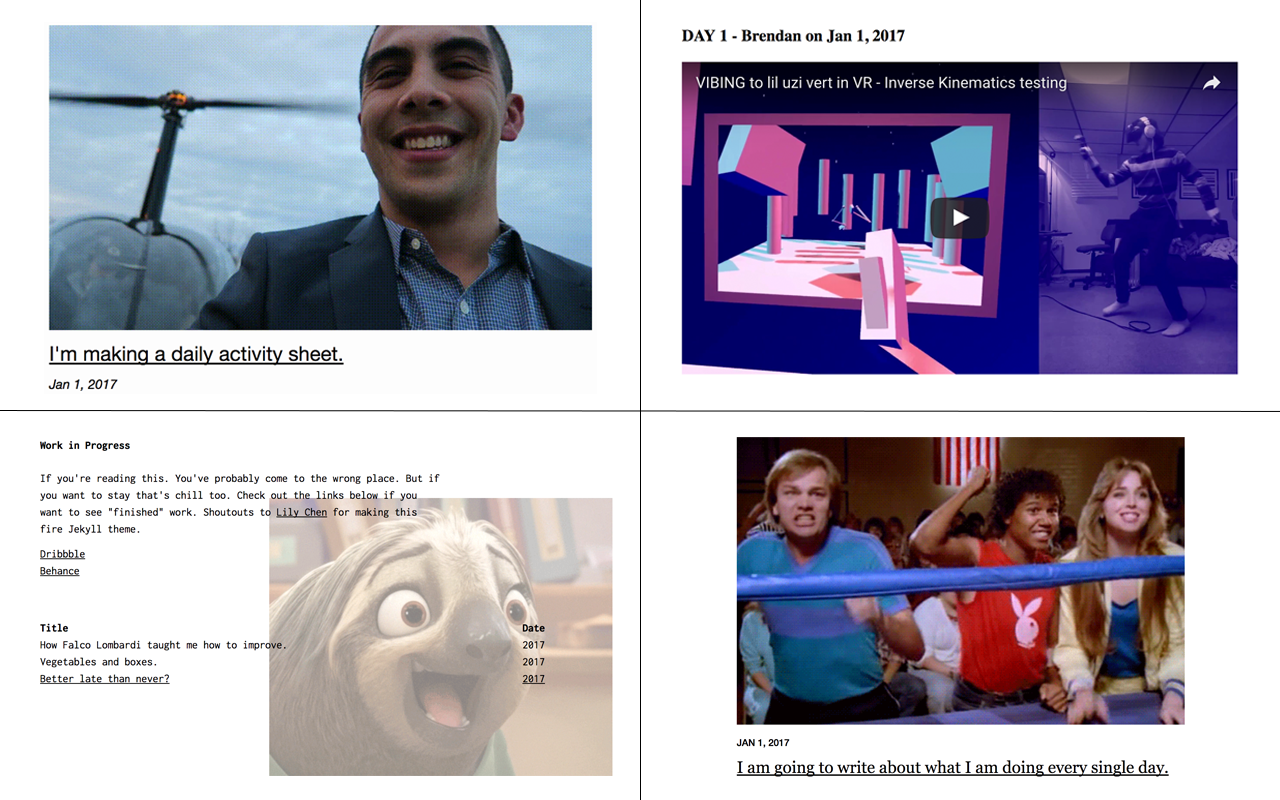 I'm making a daily activity sheet.
Jan 1, 2017
DAY 1 - Brendan on Jan 1, 2017
VIBING to lil uzi vert in VR - Inverse Kinematics testing
Work in Progress
If you're reading this. You've probably come to the wrong place. But if
you want to stay that's chill too. Check out the links below if you
want to see "finished" work. Shoutouts to Lily Chen for making this
fire Jekyll theme.
Dribbble
Behance
Title Date
How Falco Lombardi taught me how to improve. 2017
Vegetables and boxes. 2017
Better late than never? 2017
JAN 1, 2017
I am going to write about what I am doing every single day.